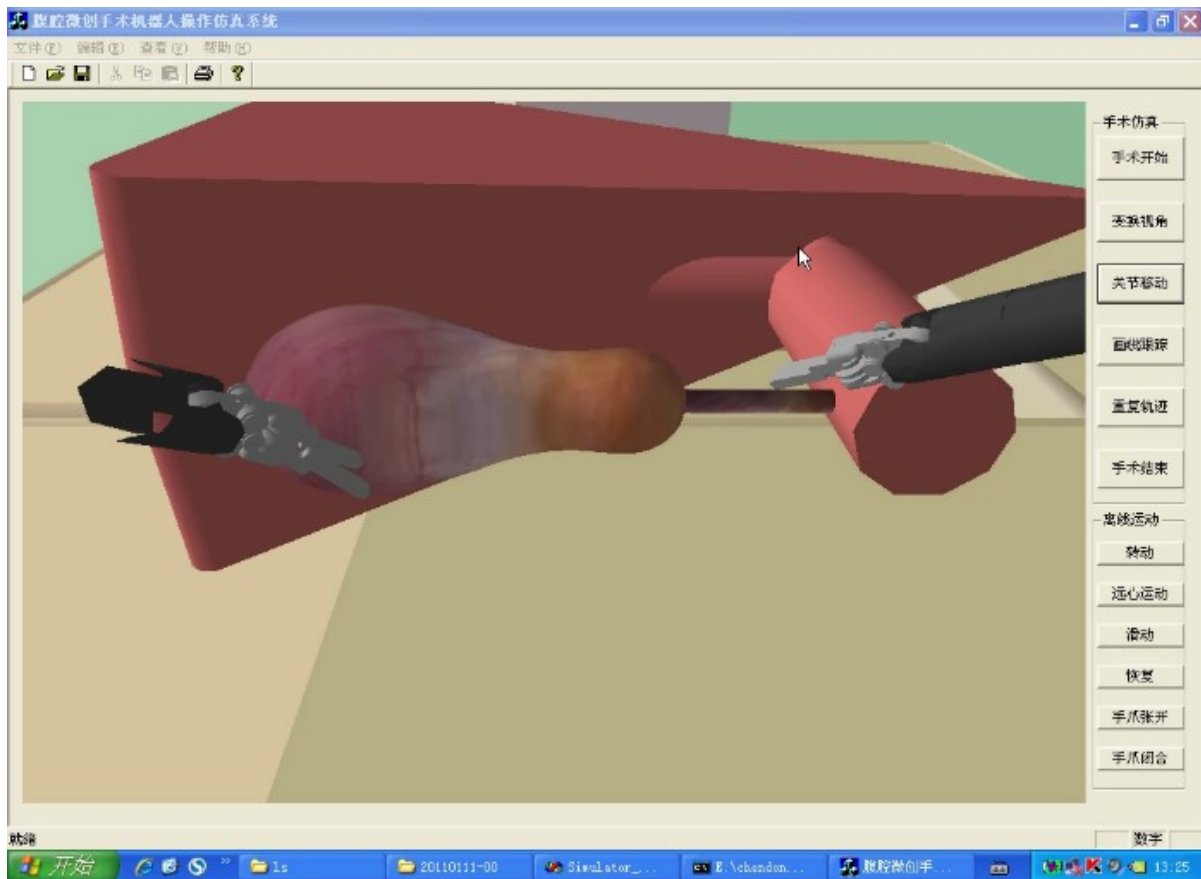 腹腔微创手术机器人操作仿真系统
文件(F) 编辑(E) 查看(V) 帮助(H)
手术仿真
手术开始
变换视角
关节移动
画线跟踪
重复轨迹
手术结束
离线运动
转动
远心运动
滑动
恢复
手爪张开
手爪闭合
就绪
数字
开始
ls
20110111-00
Simulator_...
E:\chendon...
腹腔微创手...
13:25